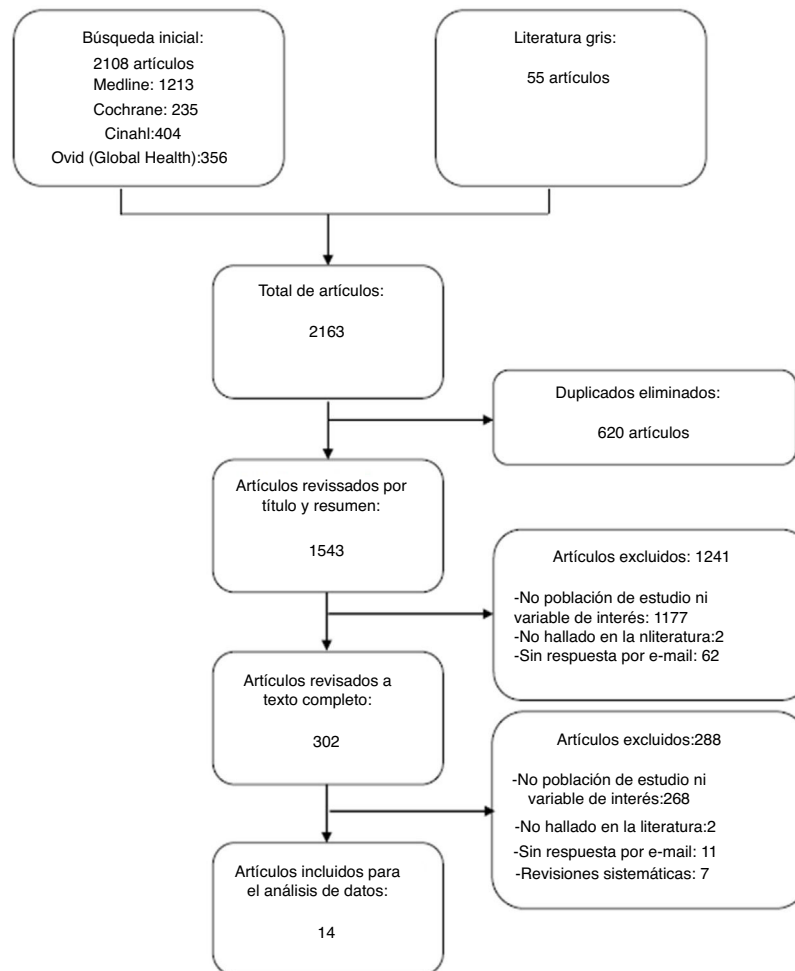 Búsqueda inicial:
2108 artículos
Medline: 1213
Cochrane: 235
Cinahl:404
Ovid (Global Health):356
Literatura gris:
55 artículos
Total de artículos:
2163
Duplicados eliminados:
620 artículos
Artículos revissados por
título y resumen:
1543
Artículos excluidos: 1241
-No población de estudio ni
variable de interés: 1177
-No hallado en la nliteratura:2
-Sin respuesta por e-mail: 62
Artículos revisados a
texto completo:
302
Artículos excluidos:288
-No población de estudio ni
variable de interés:268
-No hallado en la literatura:2
-Sin respuesta por e-mail: 11
-Revisiones sistemáticas: 7
Artículos incluidos para
el análisis de datos:
14